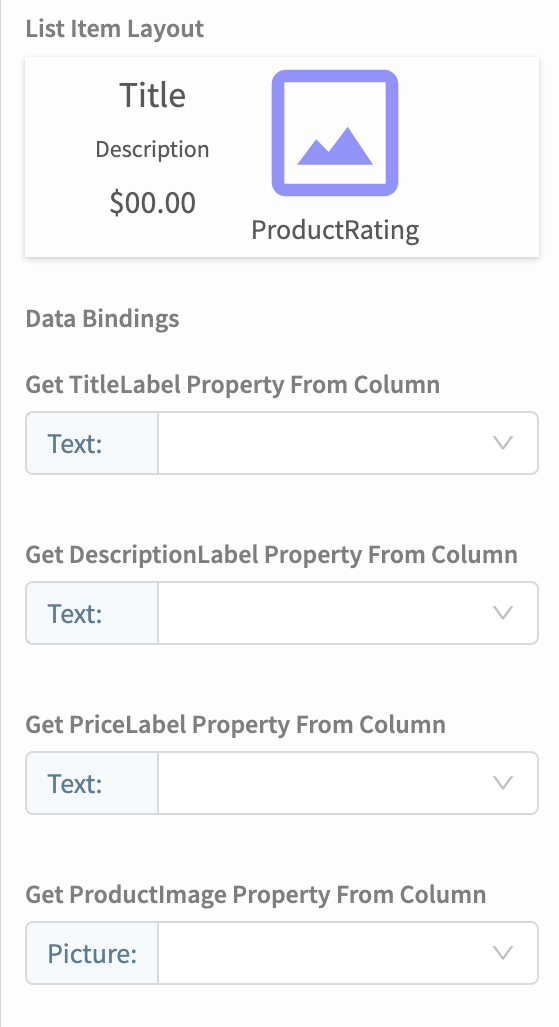 List Item Layout
Title
Description
$00.00
ProductRating
Data Bindings
Get TitleLabel Property From Column
Text:
Get DescriptionLabel Property From Column
Text:
Get PriceLabel Property From Column
Text:
Get ProductImage Property From Column
Picture: